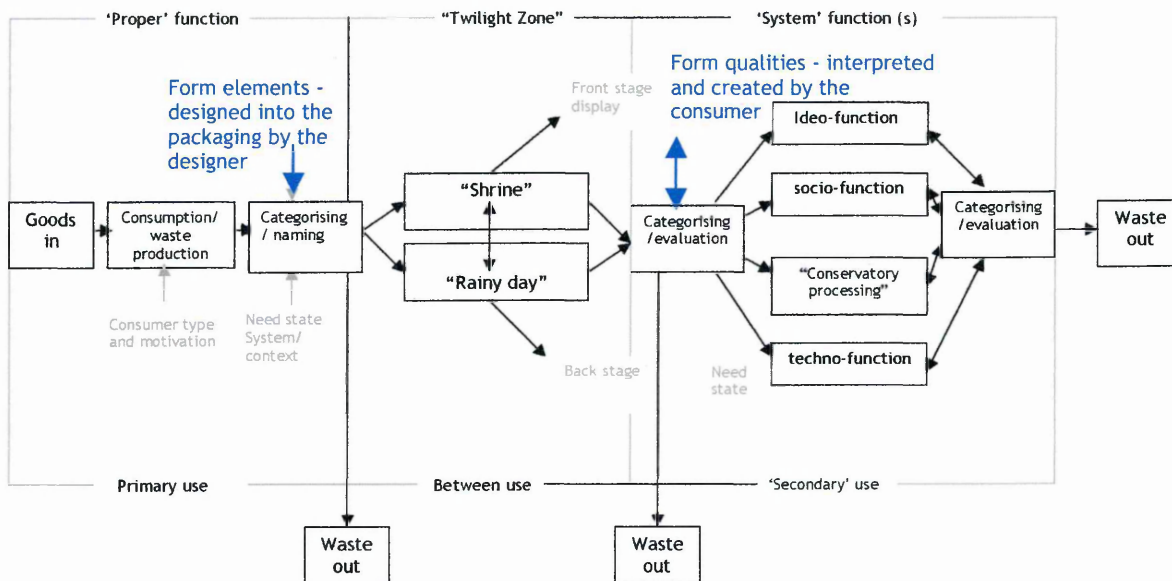 ‘Proper’ function
“Twilight Zone”
‘System’ function (s)
Form elements -
designed into the
packaging by the
designer
Front stage
display
Form qualities - interpreted
and created by the
consumer
Ideo-function
“Shrine”
socio-function
Goods
in
Consumption/
waste
production
Categorising
/ naming
Categorising
/evaluation
Categorising
/evaluation
Waste
out
“Rainy day”
“Conservatory
processing”
Consumer type
and motivation
Need state
System/
context
Back stage
Need
state
techno-function
Primary use
Between use
‘Secondary’ use
Waste
out
Waste
out